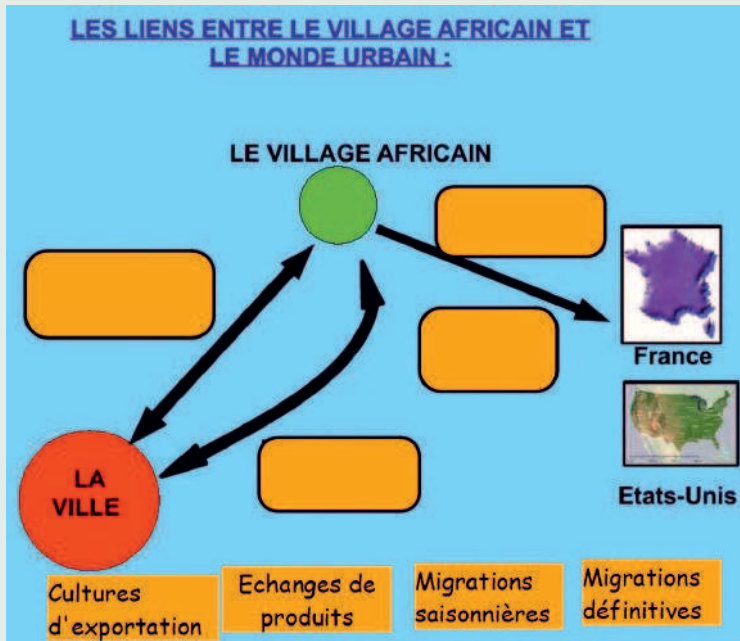 LES LIENS ENTRE LE VILLAGE AFRICAIN ET
LE MONDE URBAIN :
LE VILLAGE AFRICAIN
France
LA
VILLE
Etats-Unis
Cultures
d'exportation
Echanges de
produits
Migrations
saisonnières
Migrations
définitives